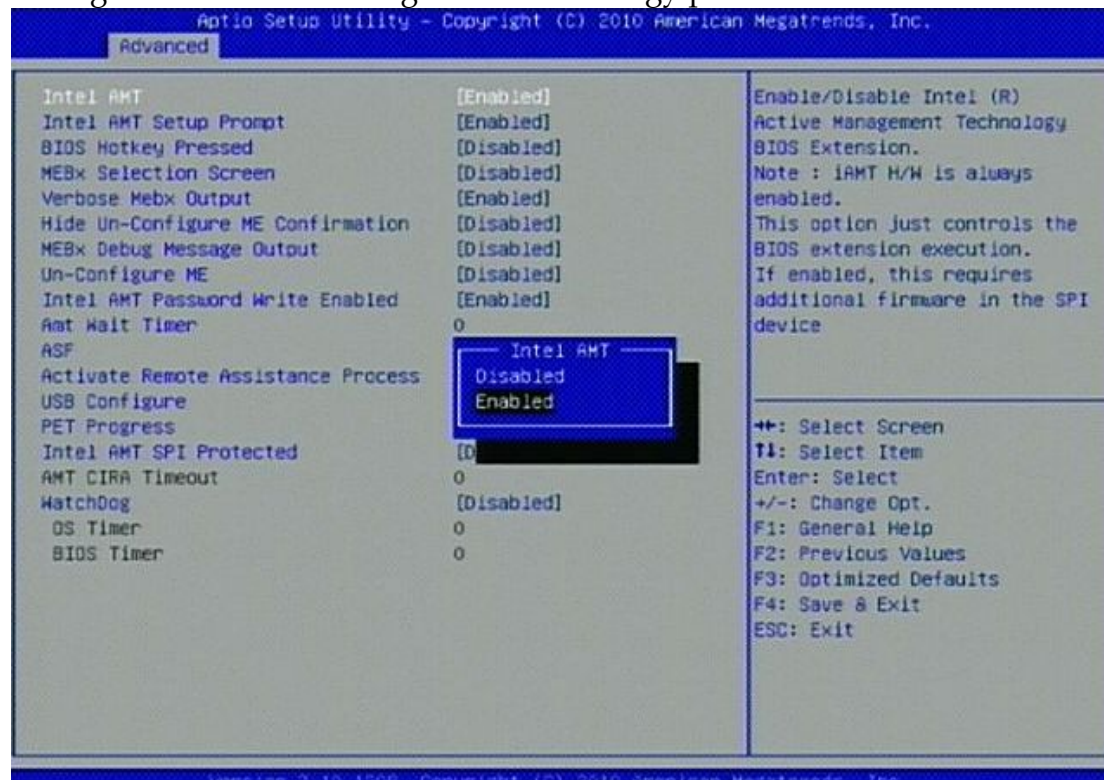 Aptio Setup Utility – Copyright (C) 2010 American Megatrends, Inc.
Advanced
Intel AMT [Enabled]
Intel AMT Setup Prompt [Enabled]
BIOS Hotkey Pressed [Disabled]
MEBx Selection Screen [Disabled]
Verbose Mebx Output [Enabled]
Hide Un-Configure ME Confirmation [Disabled]
MEBx Debug Message Output [Disabled]
Un-Configure ME [Disabled]
Intel AMT Password Write Enabled [Enabled]
Amt Wait Timer 0
ASF
Activate Remote Assistance Process
USB Configure
PET Progress
Intel AMT SPI Protected [D
AMT CIRA Timeout 0
WatchDog [Disabled]
OS Timer 0
BIOS Timer 0
Intel AMT
Disabled
Enabled
Enable/Disable Intel (R)
Active Management Technology
BIOS Extension.
Note : iAMT H/W is always
enabled.
This option just controls the
BIOS extension execution.
If enabled, this requires
additional firmware in the SPI
device
→←: Select Screen
↑↓: Select Item
Enter: Select
+/-: Change Opt.
F1: General Help
F2: Previous Values
F3: Optimized Defaults
F4: Save & Exit
ESC: Exit